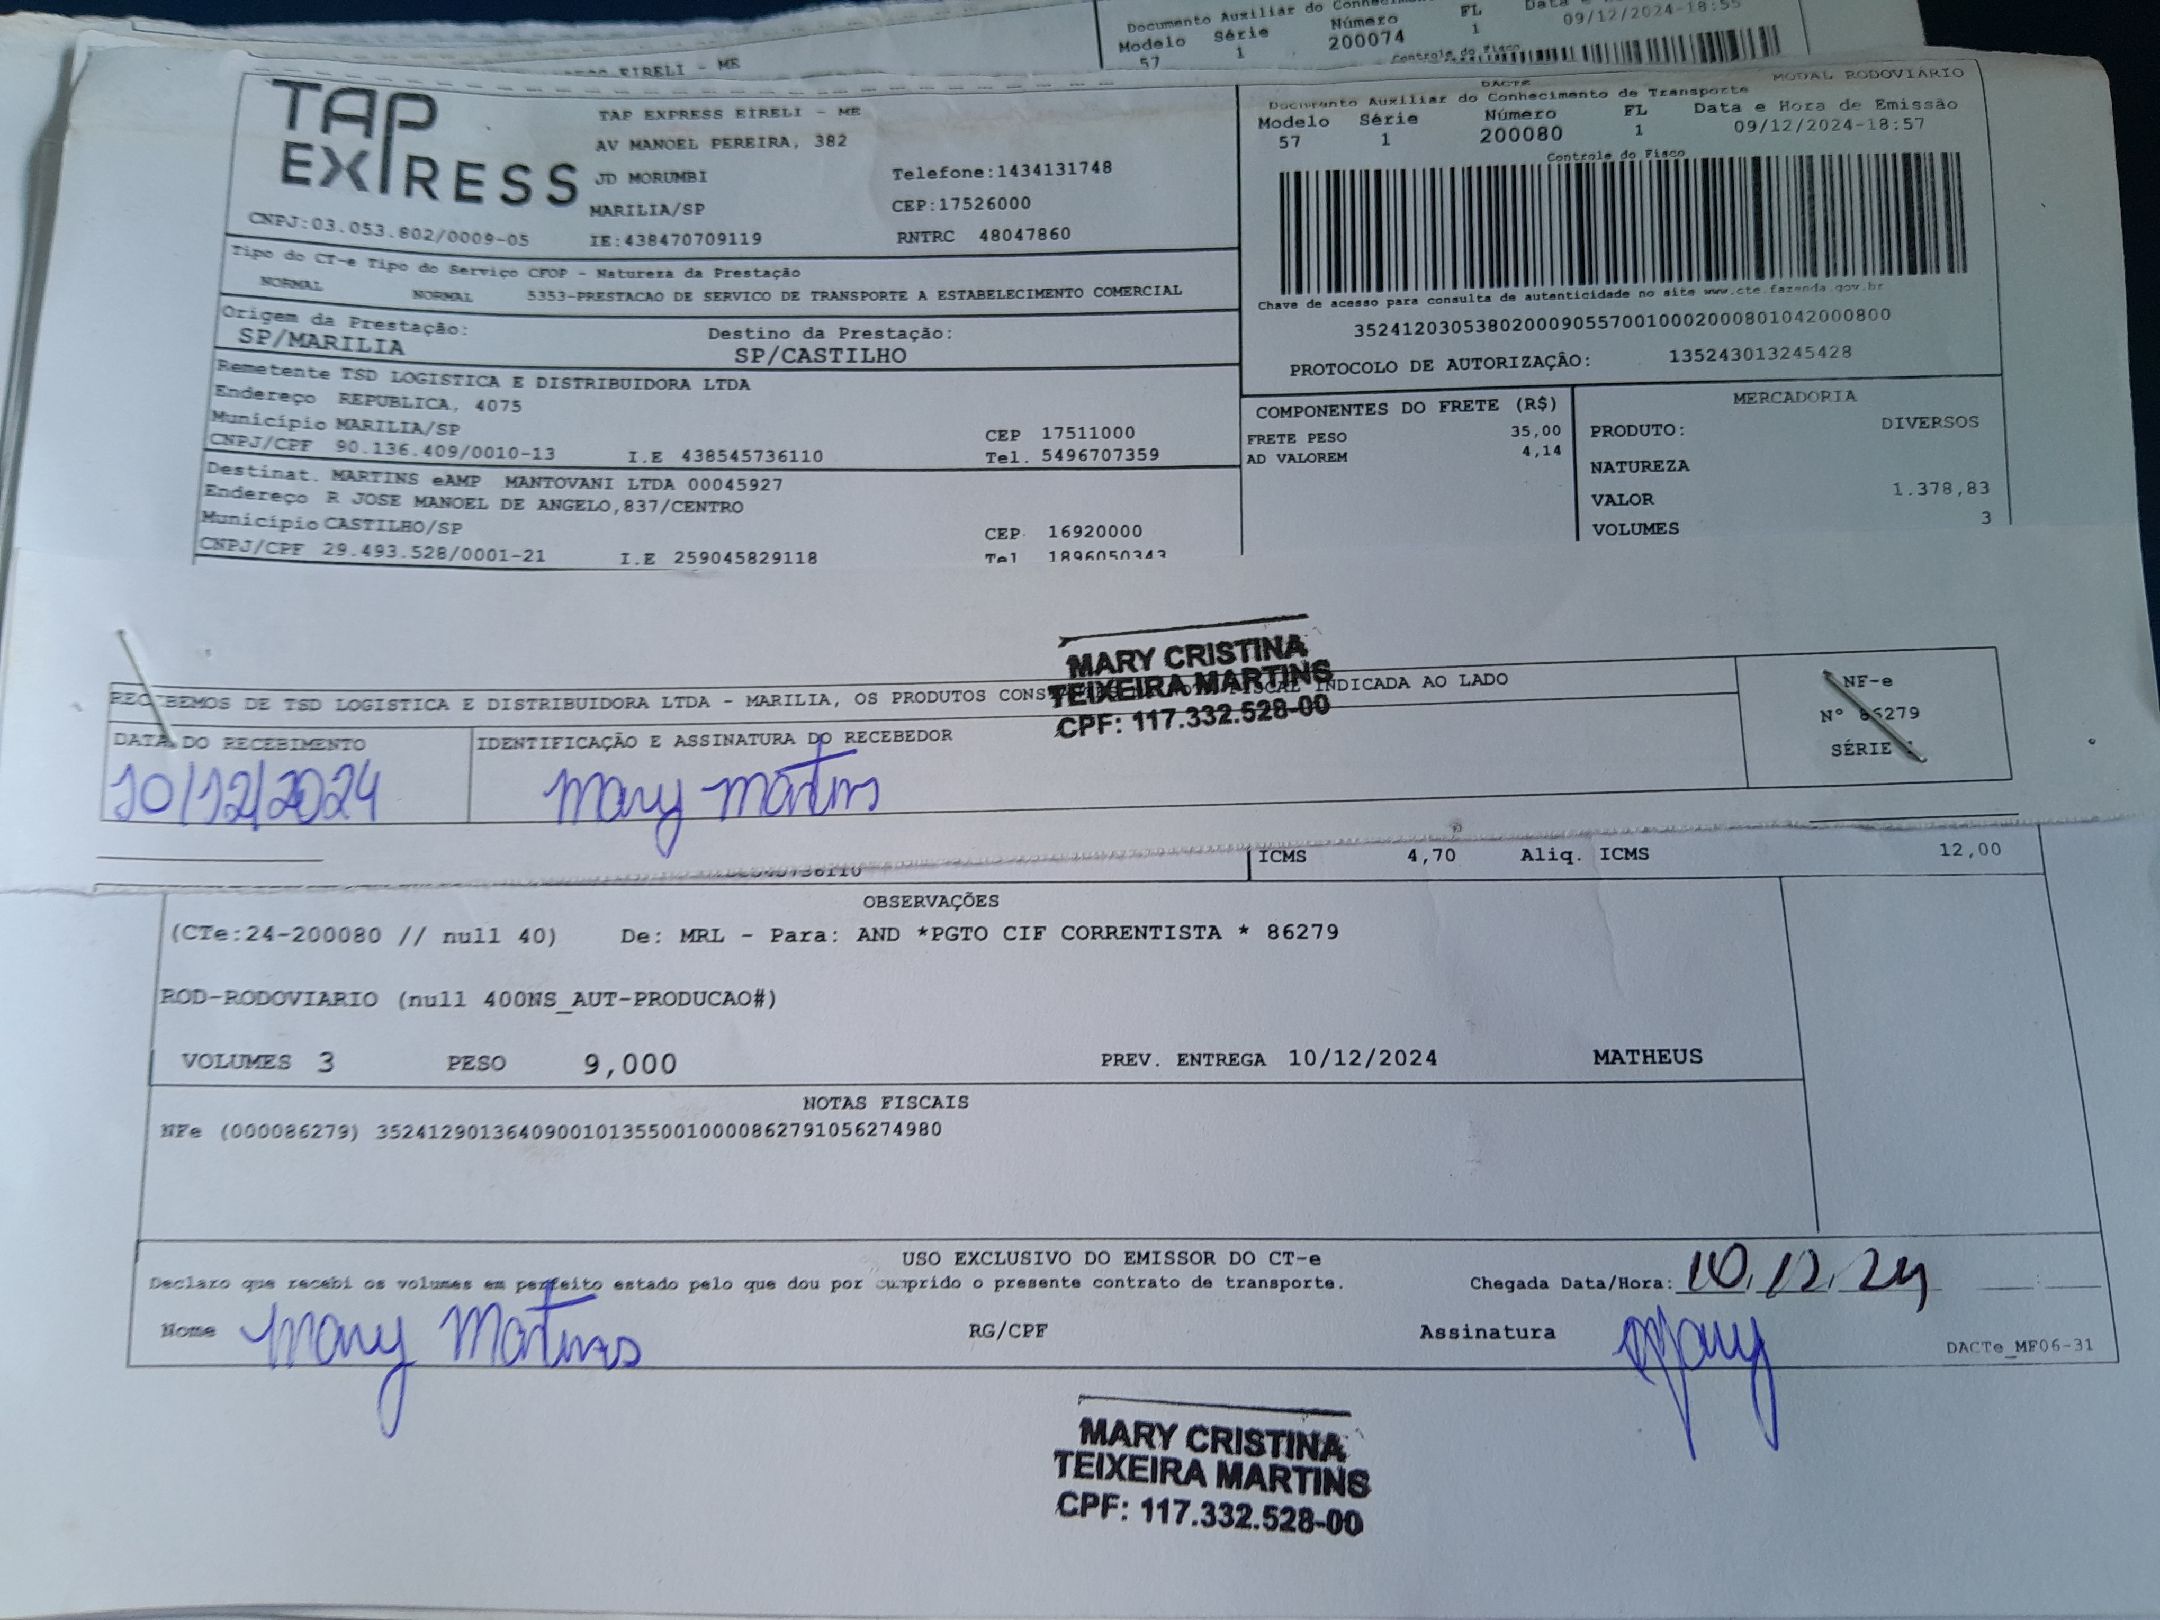 Documento Auxiliar do
Modelo Série Número FL
57 1 200074 1 09/12/2024-18:55
Controle do Fisco
EIRELI - ME
TAP EXPRESS
TAP EXPRESS EIRELI - ME
AV MANOEL PEREIRA, 382
JD MORUMBI Telefone:1434131748
MARILIA/SP CEP:17526000
CNPJ:03.053.802/0009-05 IE:438470709119 RNTRC 48047860
DACTE MODAL RODOVIÁRIO
Documento Auxiliar do Conhecimento de Transporte
Modelo Série Número FL Data e Hora de Emissão
57 1 200080 1 09/12/2024-18:57
Controle do Fisco
Chave de acesso para consulta de autenticidade no site www.cte.fazenda.gov.br
35241203053802000905570010002000801042000800
PROTOCOLO DE AUTORIZAÇÃO: 135243013245428
Tipo do CT-e Tipo do Serviço CFOP - Natureza da Prestação
NORMAL NORMAL 5353-PRESTACAO DE SERVICO DE TRANSPORTE A ESTABELECIMENTO COMERCIAL
Origem da Prestação: Destino da Prestação:
SP/MARILIA SP/CASTILHO
Remetente TSD LOGISTICA E DISTRIBUIDORA LTDA
Endereço REPUBLICA, 4075
Município MARILIA/SP CEP 17511000
CNPJ/CPF 90.136.409/0010-13 I.E 438545736110 Tel. 5496707359
Destinat. MARTINS eAMP MANTOVANI LTDA 00045927
Endereço R JOSE MANOEL DE ANGELO,837/CENTRO
Município CASTILHO/SP CEP 16920000
CNPJ/CPF 29.493.528/0001-21 I.E 259045829118 Tel 1896050343
COMPONENTES DO FRETE (R$)
FRETE PESO 35,00
AD VALOREM 4,14
MERCADORIA
PRODUTO: DIVERSOS
NATUREZA
VALOR 1.378,83
VOLUMES 3
MARY CRISTINA
TEIXEIRA MARTINS
CPF: 117.332.528-00
RECEBEMOS DE TSD LOGISTICA E DISTRIBUIDORA LTDA - MARILIA, OS PRODUTOS FISCAL INDICADA AO LADO
NF-e
Nº 86279
SÉRIE
DATA DO RECEBIMENTO IDENTIFICAÇÃO E ASSINATURA DO RECEBEDOR
10/12/2024 Mary Martins
ICMS 4,70 Aliq. ICMS 12,00
OBSERVAÇÕES
(CTe:24-200080 // null 40) De: MRL - Para: AND *PGTO CIF CORRENTISTA * 86279
ROD-RODOVIARIO (null 400NS_AUT-PRODUCAO#)
VOLUMES 3 PESO 9,000 PREV. ENTREGA 10/12/2024 MATHEUS
NOTAS FISCAIS
NFe (000086279) 35241290136409001013550010000862791056274980
USO EXCLUSIVO DO EMISSOR DO CT-e
Declaro que recebi os volumes em perfeito estado pelo que dou por cumprido o presente contrato de transporte. Chegada Data/Hora: 10.12.24
Nome Mary Martins RG/CPF Assinatura Mary DACTe_MF06-31
MARY CRISTINA
TEIXEIRA MARTINS
CPF: 117.332.528-00